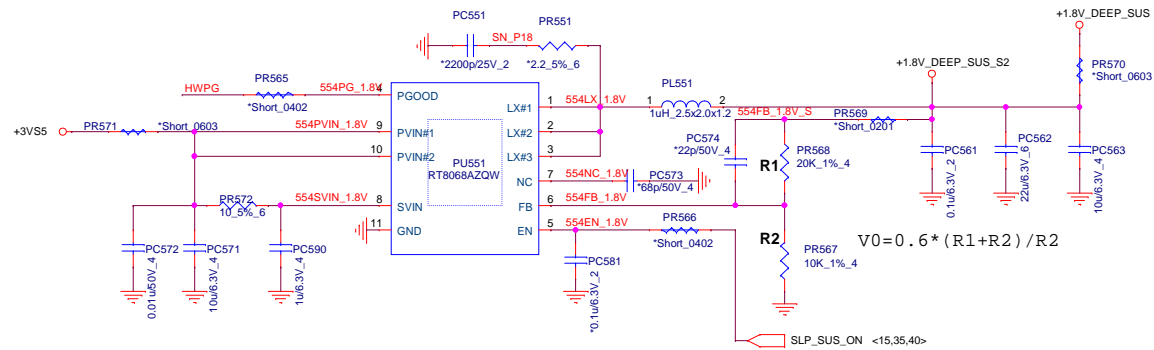 +1.8V_DEEP_SUS
PC551
PR551
SN_P18
*2200p/25V_2
*2.2_5%_6
+1.8V_DEEP_SUS_S2
PR570
*Short_0603
PR565
HWPG
554PG_1.8V
*Short_0402
4
PGOOD
LX#1
1
554LX_1.8V
PL551
1
2
1uH_2.5x2.0x1.2
554FB_1.8V_S
PR569
*Short_0201
+3VS5
PR571
*Short_0603
554PVIN_1.8V
9
PVIN#1
LX#2
2
10
PVIN#2
LX#3
3
PU551
RT8068AZQW
PC574
*22p/50V_4
R1
PR568
20K_1%_4
PC561
0.1u/6.3V_2
PC562
22u/6.3V_6
PC563
10u/6.3V_4
NC
7
554NC_1.8V
PC573
*68p/50V_4
PR572
10_5%_6
554SVIN_1.8V
8
SVIN
FB
6
554FB_1.8V
11
GND
EN
5
554EN_1.8V
PR566
*Short_0402
R2
PR567
10K_1%_4
V0=0.6*(R1+R2)/R2
PC572
0.01u/50V_4
PC571
10u/6.3V_4
PC590
1u/6.3V_4
PC581
*0.1u/6.3V_2
SLP_SUS_ON <15,35,40>